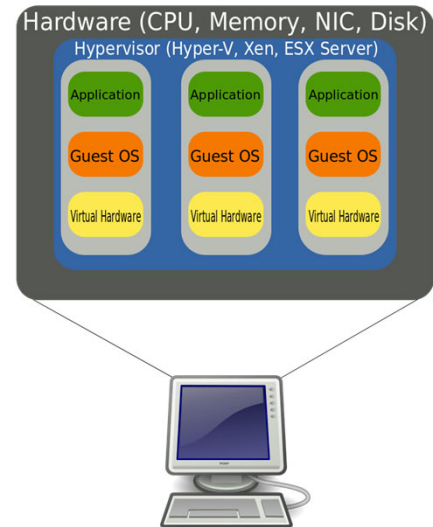 Hardware (CPU, Memory, NIC, Disk)
Hypervisor (Hyper-V, Xen, ESX Server)
Application Application Application
Guest OS Guest OS Guest OS
Virtual Hardware Virtual Hardware Virtual Hardware